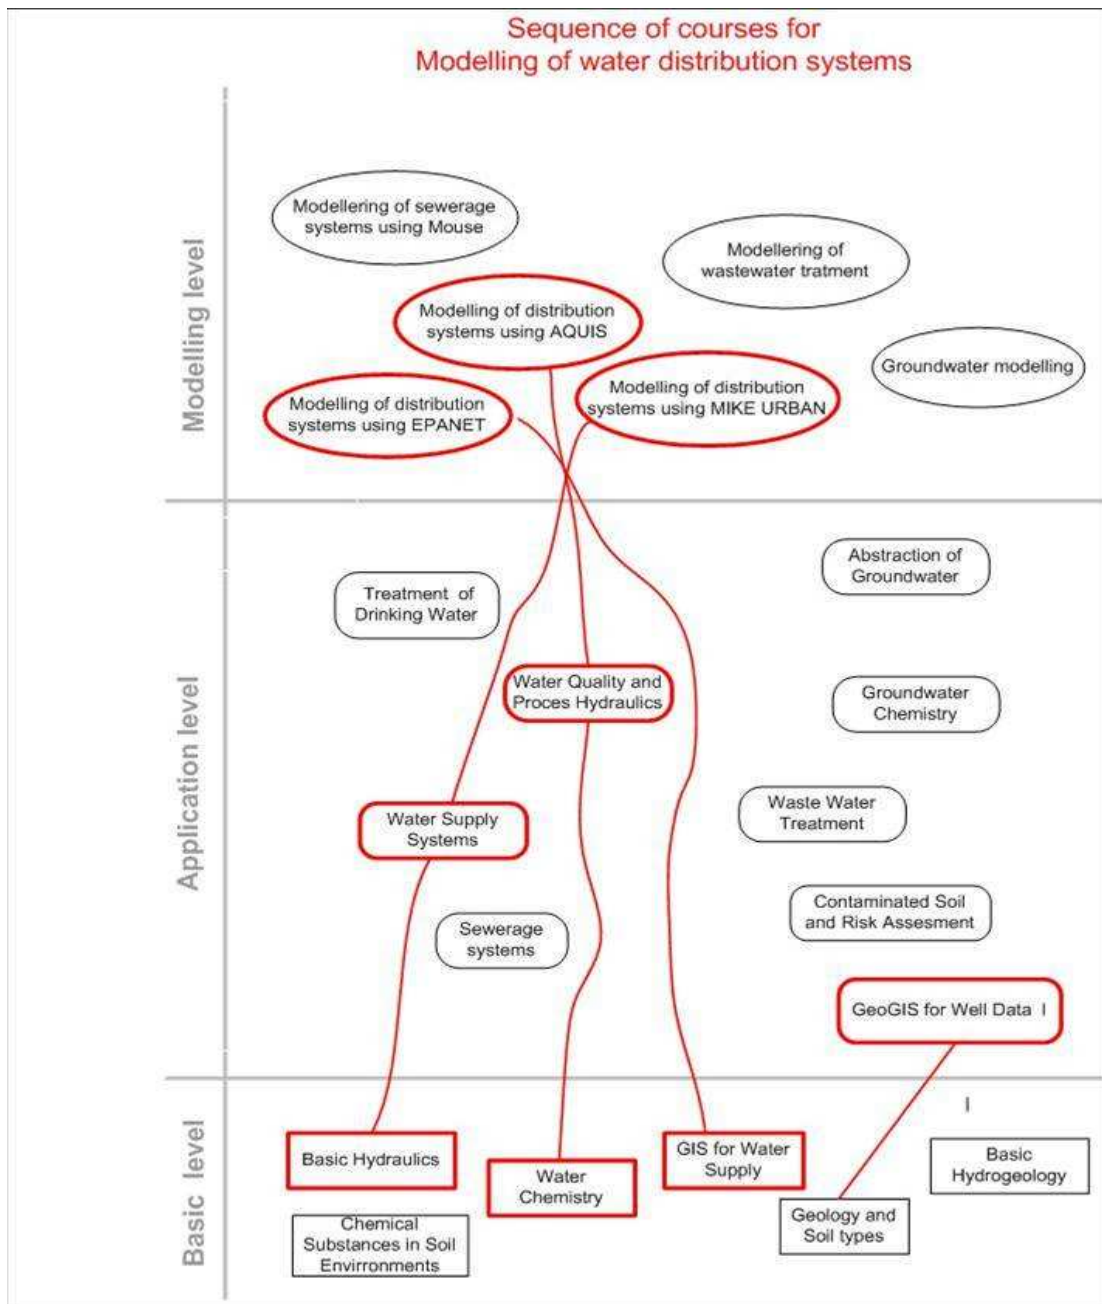 Sequence of courses for
Modelling of water distribution systems
Modelling level
Modellering of sewerage
systems using Mouse
Modellering of
wastewater tratment
Modelling of distribution
systems using AQUIS
Groundwater modelling
Modelling of distribution
systems using EPANET
Modelling of distribution
systems using MIKE URBAN
Application level
Abstraction of
Groundwater
Treatment of
Drinking Water
Water Quality and
Proces Hydraulics
Groundwater
Chemistry
Waste Water
Treatment
Water Supply
Systems
Contaminated Soil
and Risk Assesment
Sewerage
systems
GeoGIS for Well Data I
Basic level
I
Basic Hydraulics
Water
Chemistry
GIS for Water
Supply
Basic
Hydrogeology
Geology and
Soil types
Chemical
Substances in Soil
Envirronments